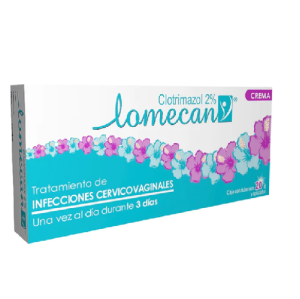 CREMA
Clotrimazol 2%
Lomecan V®
Tratamiento de
INFECCIONES CERVICOVAGINALES
Una vez al día durante 3 días